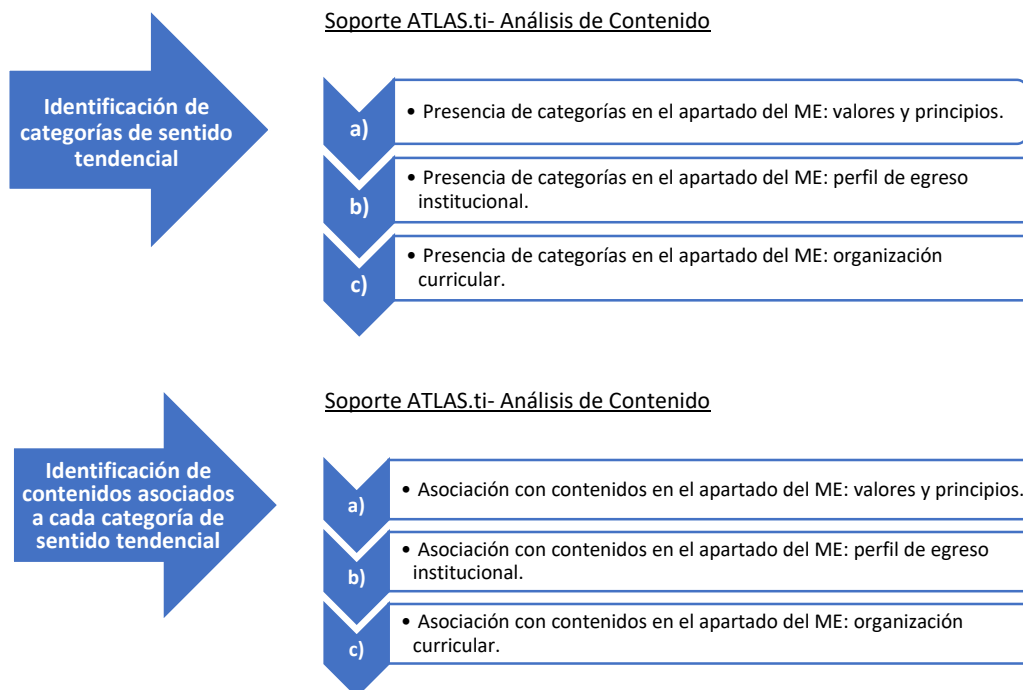 Soporte ATLAS.ti- Análisis de Contenido
Identificación de
categorías de sentido
tendencial
a)
• Presencia de categorías en el apartado del ME: valores y principios.
b)
• Presencia de categorías en el apartado del ME: perfil de egreso
institucional.
c)
• Presencia de categorías en el apartado del ME: organización
curricular.
Soporte ATLAS.ti- Análisis de Contenido
Identificación de
contenidos asociados
a cada categoría de
sentido tendencial
a)
• Asociación con contenidos en el apartado del ME: valores y principios.
b)
• Asociación con contenidos en el apartado del ME: perfil de egreso
institucional.
c)
• Asociación con contenidos en el apartado del ME: organización
curricular.